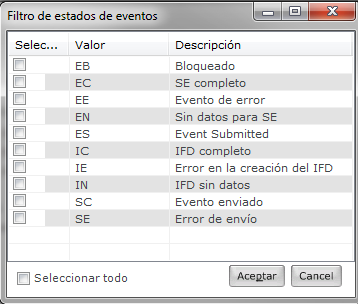 Filtro de estados de eventos
Selec... Valor Descripción
EB Bloqueado
EC SE completo
EE Evento de error
EN Sin datos para SE
ES Event Submitted
IC IFD completo
IE Error en la creación del IFD
IN IFD sin datos
SC Evento enviado
SE Error de envío
Seleccionar todo Aceptar Cancel